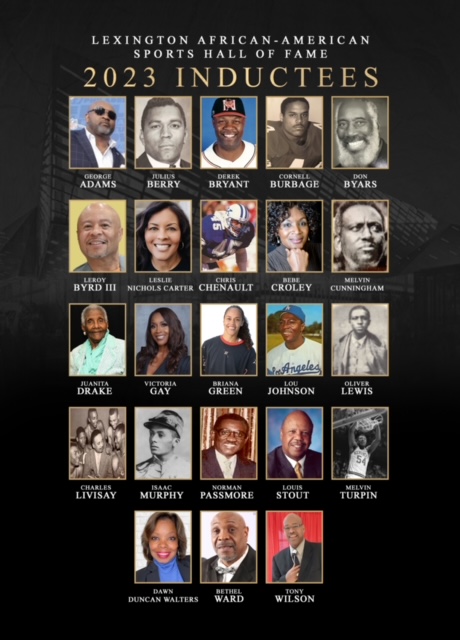 LEXINGTON AFRICAN-AMERICAN
SPORTS HALL OF FAME
2023 INDUCTEES
GEORGE
ADAMS
JULIUS
BERRY
DEREK
BRYANT
CORNELL
BURBAGE
DON
BYARS
LEROY
BYRD III
LESLIE
NICHOLS CARTER
CHRIS
CHENAULT
BEBE
CROLEY
MELVIN
CUNNINGHAM
JUANITA
DRAKE
VICTORIA
GAY
BRIANA
GREEN
Los Angeles
LOU
JOHNSON
OLIVER
LEWIS
CHARLES
LIVISAY
ISAAC
MURPHY
NORMAN
PASSMORE
LOUIS
STOUT
54
MELVIN
TURPIN
DAWN
DUNCAN WALTERS
BETHEL
WARD
TONY
WILSON